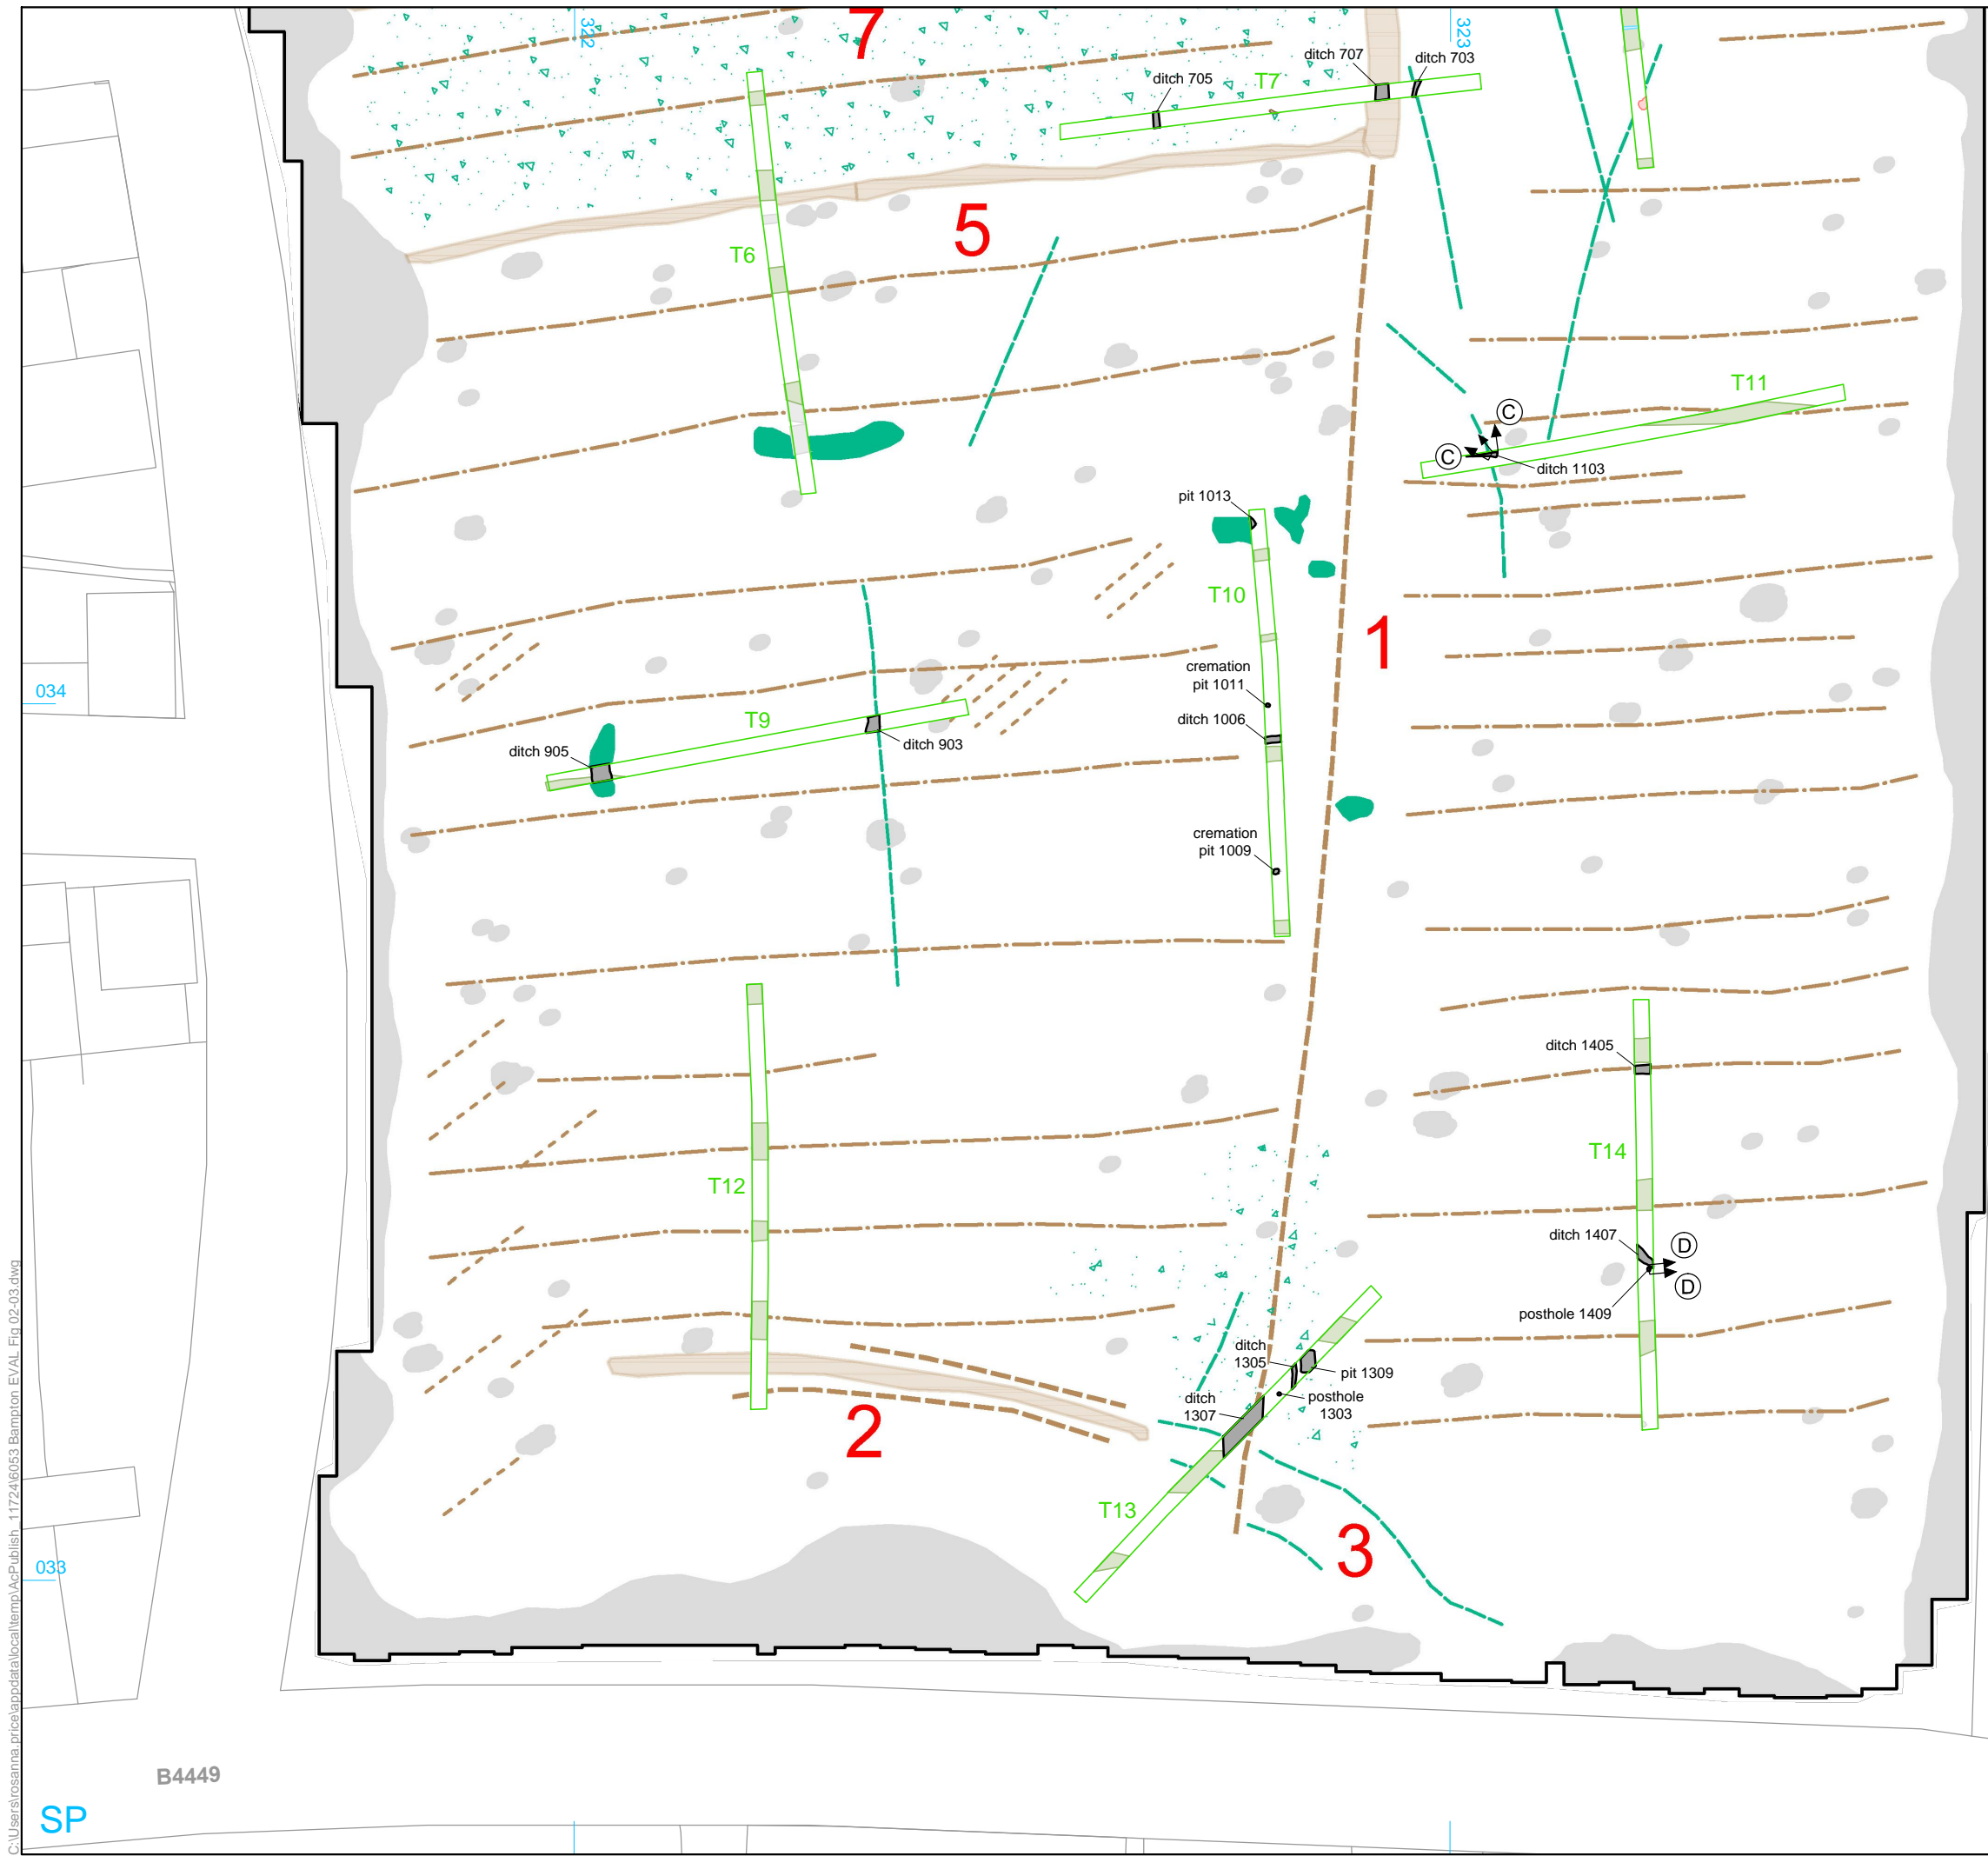 7
322
323
ditch 707
ditch 703
ditch 705
T7
5
T6
T11
C
C
ditch 1103
pit 1013
T10
1
cremation
pit 1011
034
ditch 1006
T9
ditch 905
ditch 903
cremation
pit 1009
ditch 1405
T14
T12
ditch 1407
D
D
posthole 1409
ditch
1305
pit 1309
ditch
1307
posthole
1303
2
T13
3
033
B4449
SP
C:\Users\rosanna.price\appdata\local\temp\AcPublish_11724\60553 Bampton EVAL Fig 02-03.dwg